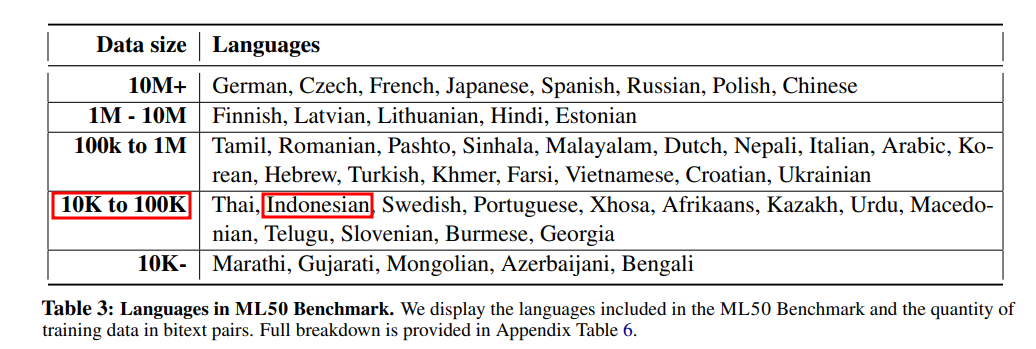 Data size Languages
10M+ German, Czech, French, Japanese, Spanish, Russian, Polish, Chinese
1M - 10M Finnish, Latvian, Lithuanian, Hindi, Estonian
100k to 1M Tamil, Romanian, Pashto, Sinhala, Malayalam, Dutch, Nepali, Italian, Arabic, Ko-
rean, Hebrew, Turkish, Khmer, Farsi, Vietnamese, Croatian, Ukrainian
10K to 100K Thai, Indonesian, Swedish, Portuguese, Xhosa, Afrikaans, Kazakh, Urdu, Macedo-
nian, Telugu, Slovenian, Burmese, Georgia
10K- Marathi, Gujarati, Mongolian, Azerbaijani, Bengali
Table 3: Languages in ML50 Benchmark. We display the languages included in the ML50 Benchmark and the quantity of
training data in bitext pairs. Full breakdown is provided in Appendix Table 6.